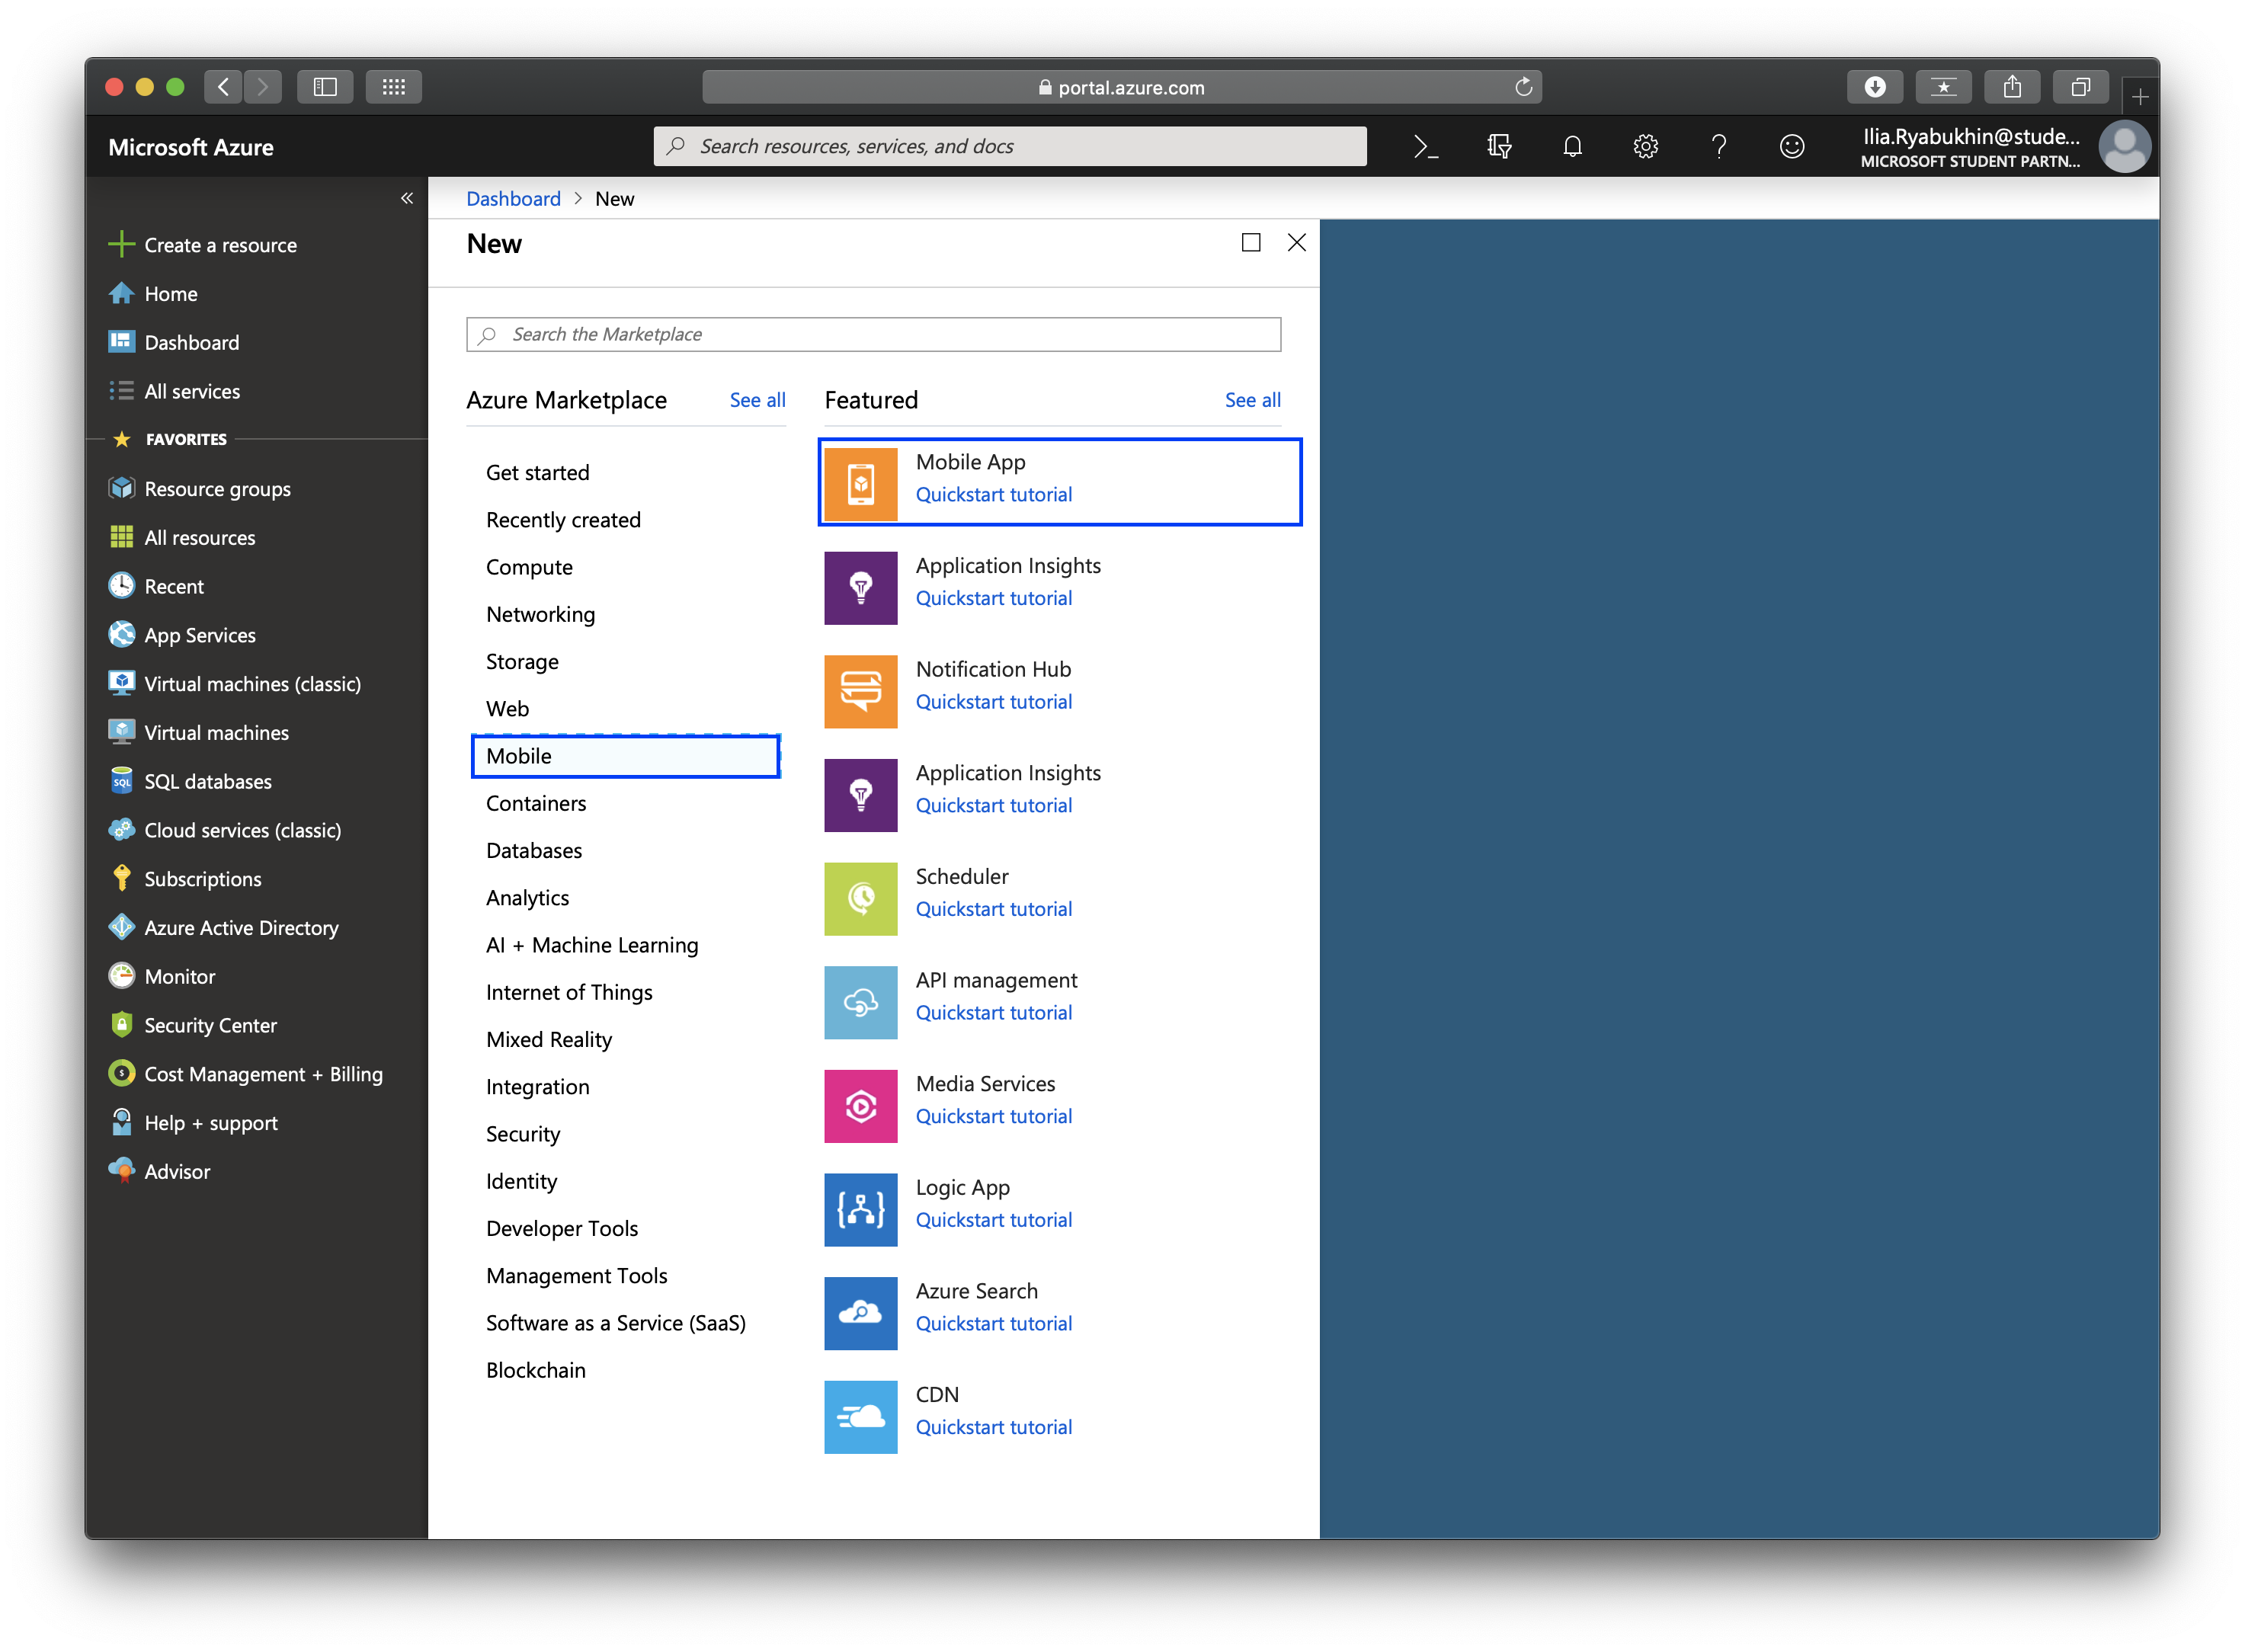 portal.azure.com
Microsoft Azure
Search resources, services, and docs
Ilia.Ryabukhin@stude...
MICROSOFT STUDENT PARTN...
Create a resource
Home
Dashboard
All services
FAVORITES
Resource groups
All resources
Recent
App Services
Virtual machines (classic)
Virtual machines
SQL
SQL databases
Cloud services (classic)
Subscriptions
Azure Active Directory
Monitor
Security Center
Cost Management + Billing
Help + support
Advisor
Dashboard > New
New
Search the Marketplace
Azure Marketplace See all
Get started
Recently created
Compute
Networking
Storage
Web
Mobile
Containers
Databases
Analytics
AI + Machine Learning
Internet of Things
Mixed Reality
Integration
Security
Identity
Developer Tools
Management Tools
Software as a Service (SaaS)
Blockchain
Featured See all
Mobile App
Quickstart tutorial
Application Insights
Quickstart tutorial
Notification Hub
Quickstart tutorial
Application Insights
Quickstart tutorial
Scheduler
Quickstart tutorial
API management
Quickstart tutorial
Media Services
Quickstart tutorial
Logic App
Quickstart tutorial
Azure Search
Quickstart tutorial
CDN
Quickstart tutorial